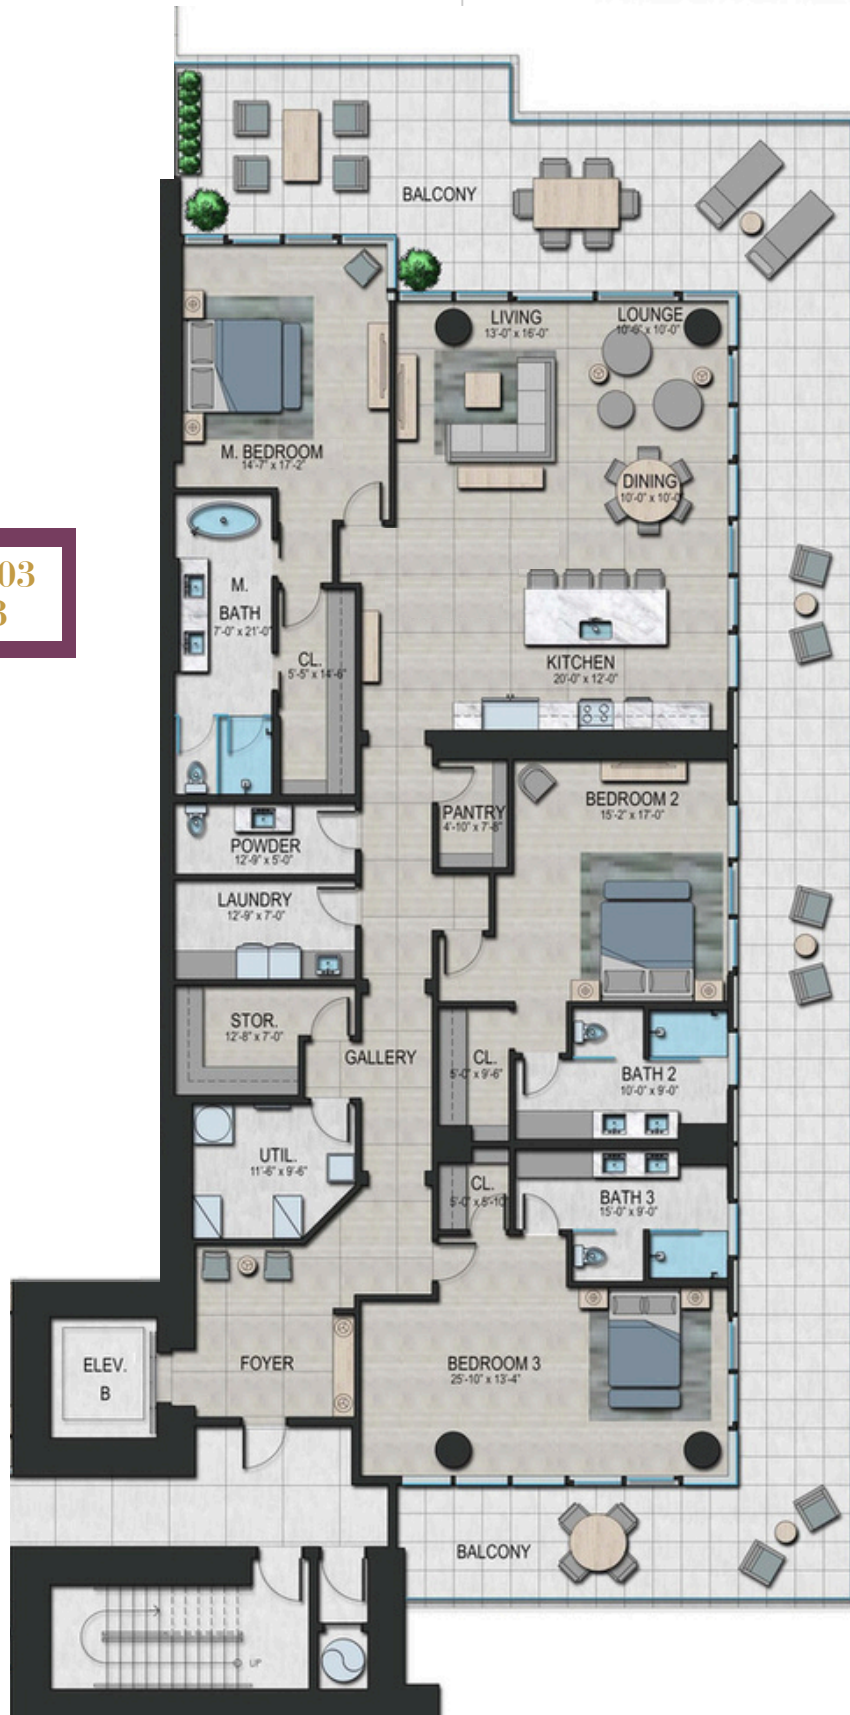 BALCONY
LIVING
13'-0" x 16'-0"
LOUNGE
10'-6" x 10'-0"
M. BEDROOM
14'-7" x 17'-2"
DINING
10'-0" x 10'-0
03
M.
BATH
7'-0" x 21'-0"
CL.
5'-5" x 14'-6"
KITCHEN
20'-0" x 12'-0"
PANTRY
4'-10" x 7'-8"
BEDROOM 2
15'-2" x 17'-0"
POWDER
12'-9" x 5'-0"
LAUNDRY
12'-9" x 7'-0"
STOR.
12'-8" x 7'-0"
GALLERY
CL.
5'-0" x 9'-6"
BATH 2
10'-0" x 9'-0"
UTIL.
11'-6" x 9'-6"
CL.
5'-0" x 5'-10
BATH 3
15'-0" x 9'-0"
ELEV.
B
FOYER
BEDROOM 3
25'-10" x 13'-4"
BALCONY
UP